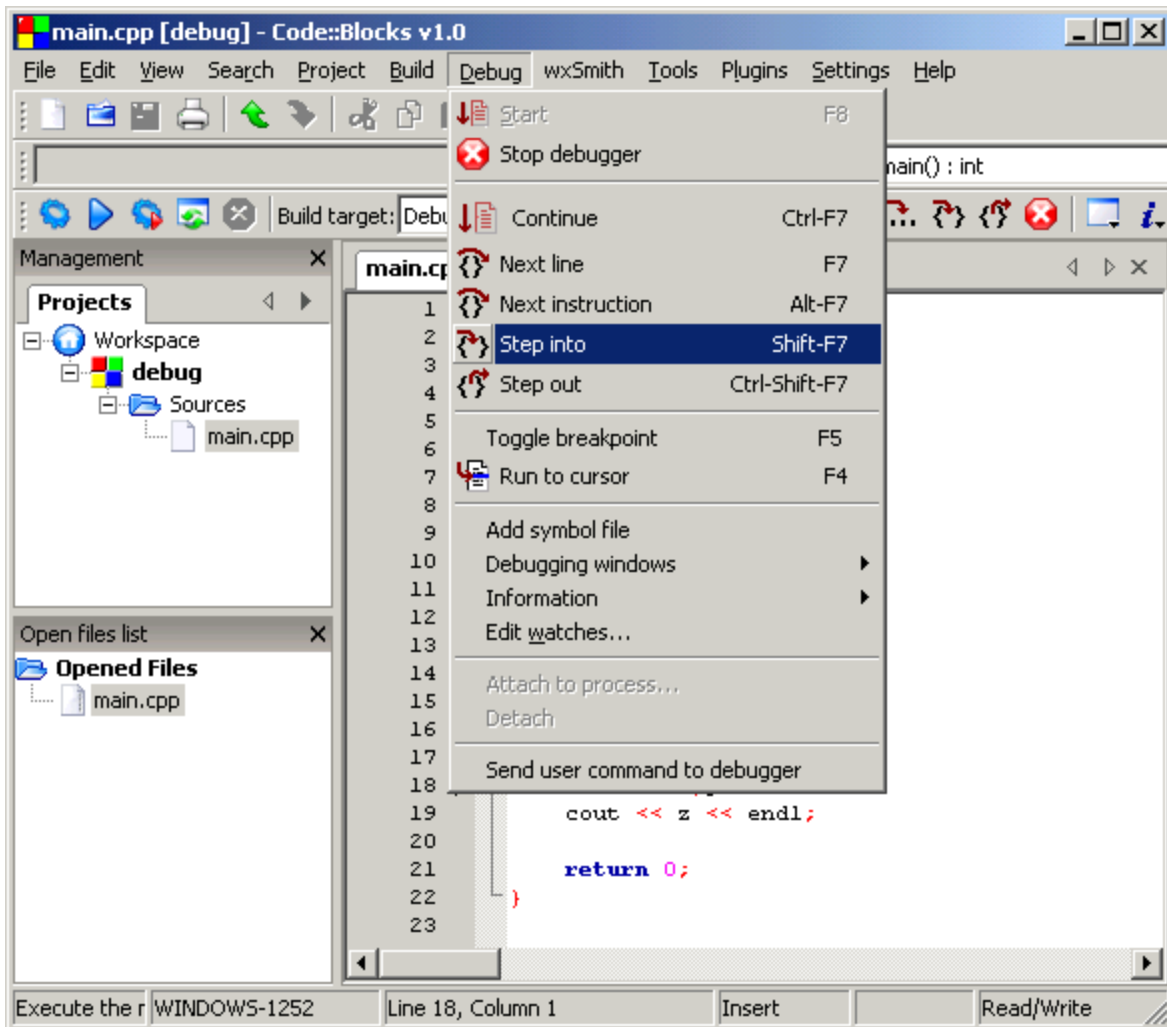 main.cpp [debug] - Code::Blocks v1.0
File Edit View Search Project Build Debug wxSmith Tools Plugins Settings Help
Start F8
Stop debugger
main() : int
Build target:
Continue Ctrl-F7
Next line F7
Next instruction Alt-F7
Step into Shift-F7
Step out Ctrl-Shift-F7
Toggle breakpoint F5
Run to cursor F4
Add symbol file
Debugging windows
Information
Edit watches...
Attach to process...
Detach
Send user command to debugger
Management
Projects
Workspace
debug
Sources
main.cpp
Open files list
Opened Files
main.cpp
1
2
3
4
5
6
7
8
9
10
11
12
13
14
15
16
17
18
19 cout << z << endl;
20
21 return 0;
22 }
23
Execute the WINDOWS-1252 Line 18, Column 1 Insert Read/Write